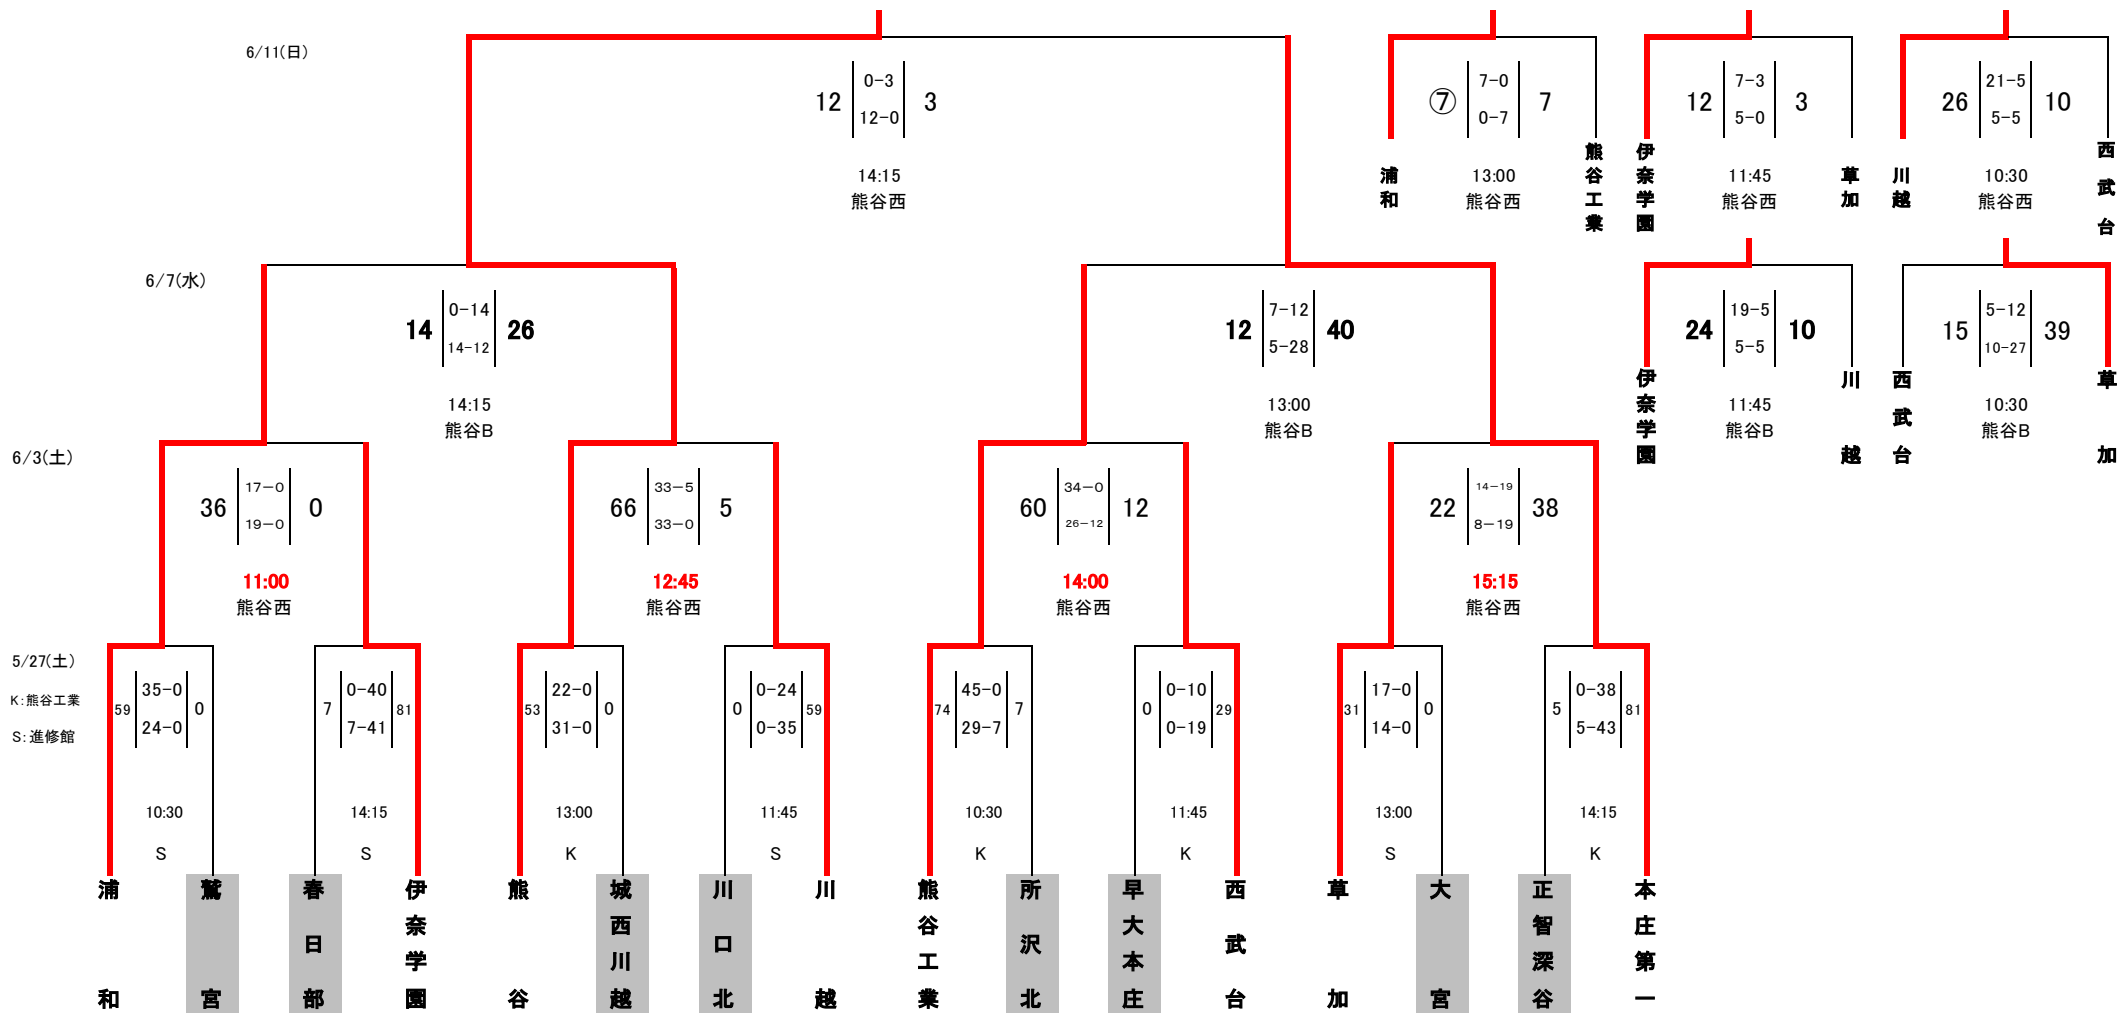 6/11(日)
12 0-3 3
12-0
14:15
熊谷西
⑦ 7-0 7
0-7
13:00
熊谷西
浦和
熊谷工業
12 7-3 3
5-0
11:45
熊谷西
伊奈学園
草加
26 21-5 10
5-5
10:30
熊谷西
川越
西武台
6/7(水)
14 0-14 26
14-12
14:15
熊谷B
12 7-12 40
5-28
13:00
熊谷B
24 19-5 10
5-5
11:45
熊谷B
伊奈学園
川越
15 5-12 39
10-27
10:30
熊谷B
西武台
草加
6/3(土)
36 17-0 0
19-0
11:00
熊谷西
66 33-5 5
33-0
12:45
熊谷西
60 34-0 12
26-12
14:00
熊谷西
22 14-19 38
8-19
15:15
熊谷西
5/27(土)
K:熊谷工業
S:進修館
59 35-0 0
24-0
10:30
S
7 0-40 81
7-41
14:15
S
53 22-0 0
31-0
13:00
K
0 0-24 59
0-35
11:45
S
74 45-0 7
29-7
10:30
K
0 0-10 29
0-19
11:45
K
31 17-0 0
14-0
13:00
S
5 0-38 81
5-43
14:15
K
浦和
鷲宮
春日部
伊奈学園
熊谷
城西川越
川口北
川越
熊谷工業
所沢北
早大本庄
西武台
草加
大宮
正智深谷
本庄第一